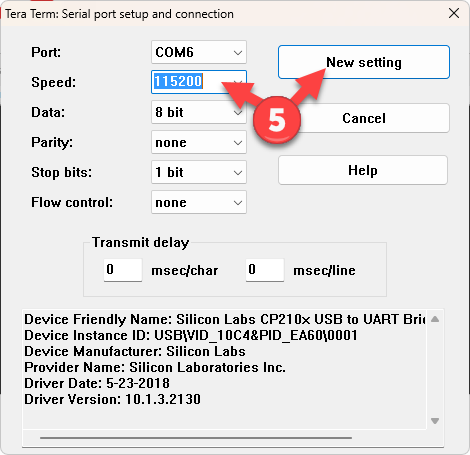 Tera Term: Serial port setup and connection
Port: COM6 New setting
Speed: 115200
5
Data: 8 bit Cancel
Parity: none
Stop bits: 1 bit Help
Flow control: none
Transmit delay
0 msec/char 0 msec/line
Device Friendly Name: Silicon Labs CP210x USB to UART Brid
Device Instance ID: USB\VID_10C4&PID_EA60\0001
Device Manufacturer: Silicon Labs
Provider Name: Silicon Laboratories Inc.
Driver Date: 5-23-2018
Driver Version: 10.1.3.2130